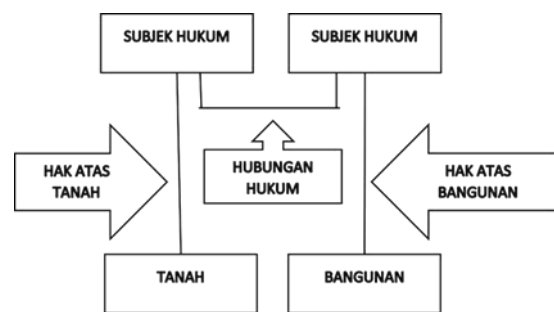 SUBJEK HUKUM
SUBJEK HUKUM
HAK ATAS
TANAH
HUBUNGAN
HUKUM
HAK ATAS
BANGUNAN
TANAH
BANGUNAN